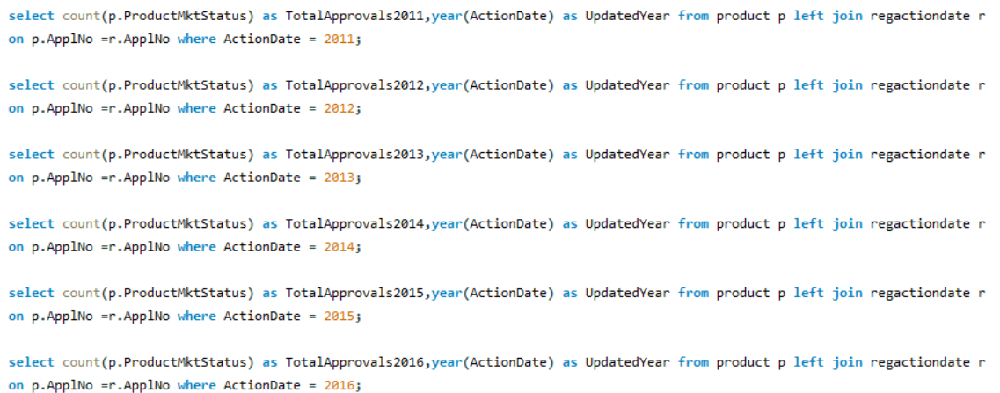 select count(p.ProductMktStatus) as TotalApprovals2011,year(ActionDate) as UpdatedYear from product p left join regactiondate r
on p.ApplNo =r.ApplNo where ActionDate = 2011;
select count(p.ProductMktStatus) as TotalApprovals2012,year(ActionDate) as UpdatedYear from product p left join regactiondate r
on p.ApplNo =r.ApplNo where ActionDate = 2012;
select count(p.ProductMktStatus) as TotalApprovals2013,year(ActionDate) as UpdatedYear from product p left join regactiondate r
on p.ApplNo =r.ApplNo where ActionDate = 2013;
select count(p.ProductMktStatus) as TotalApprovals2014,year(ActionDate) as UpdatedYear from product p left join regactiondate r
on p.ApplNo =r.ApplNo where ActionDate = 2014;
select count(p.ProductMktStatus) as TotalApprovals2015,year(ActionDate) as UpdatedYear from product p left join regactiondate r
on p.ApplNo =r.ApplNo where ActionDate = 2015;
select count(p.ProductMktStatus) as TotalApprovals2016,year(ActionDate) as UpdatedYear from product p left join regactiondate r
on p.ApplNo =r.ApplNo where ActionDate = 2016;